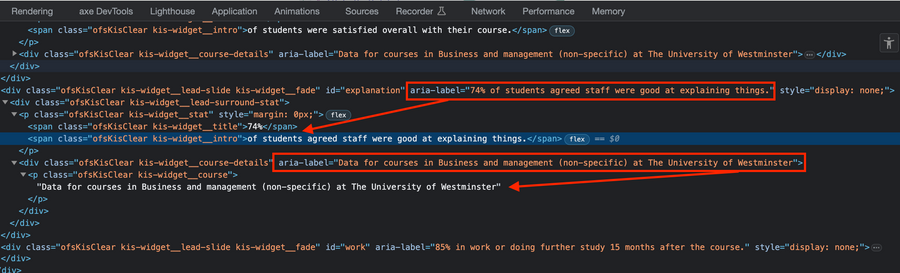 Rendering axe DevTools Lighthouse Application Animations Sources Recorder Network Performance Memory
<span class="ofsKisClear kis-widget__intro">of students were satisfied overall with their course.</span> flex
</p>
<div class="ofsKisClear kis-widget__course-details" aria-label="Data for courses in Business and management (non-specific) at The University of Westminster">…</div>
</div>
</div>
<div class="ofsKisClear kis-widget__lead-slide kis-widget__fade" id="explanation" aria-label="74% of students agreed staff were good at explaining things." style="display: none;">
<div class="ofsKisClear kis-widget__lead-surround-stat">
<p class="ofsKisClear kis-widget__stat" style="margin: 0px;"> flex
<span class="ofsKisClear kis-widget__title">74%</span>
<span class="ofsKisClear kis-widget__intro">of students agreed staff were good at explaining things.</span> flex == $0
</p>
<div class="ofsKisClear kis-widget__course-details" aria-label="Data for courses in Business and management (non-specific) at The University of Westminster">
<p class="ofsKisClear kis-widget__course">
"Data for courses in Business and management (non-specific) at The University of Westminster"
</p>
</div>
</div>
</div>
<div class="ofsKisClear kis-widget__lead-slide kis-widget__fade" id="work" aria-label="85% in work or doing further study 15 months after the course." style="display: none;">…
</div>
</div>